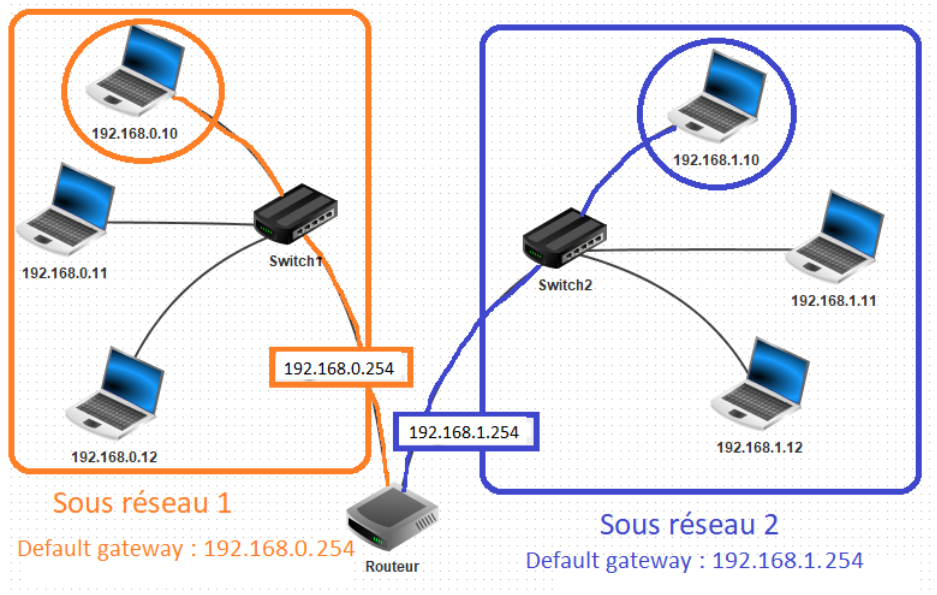 192.168.0.10
192.168.0.11
192.168.0.12
Switch1
192.168.0.254
Sous réseau 1
Default gateway : 192.168.0.254
Routeur
192.168.1.254
192.168.1.10
Switch2
192.168.1.11
192.168.1.12
Sous réseau 2
Default gateway : 192.168.1.254